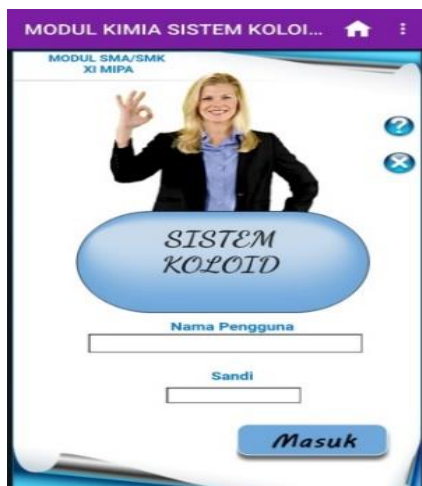 MODUL KIMIA SISTEM KOLOI...
MODUL SMA/SMK
XI MIPA
?
SISTEM
KOLOID
Nama Pengguna
Sandi
Masuk